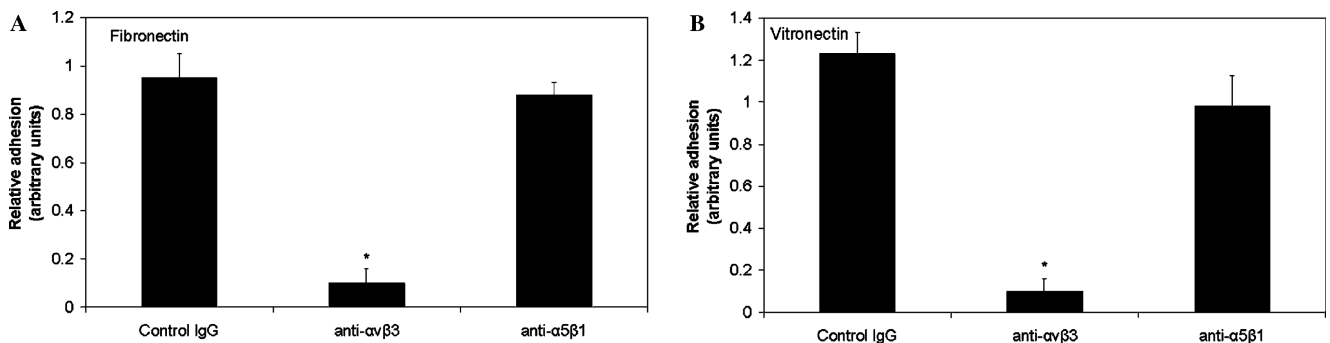 A
Fibronectin
Relative adhesion
(arbitrary units)
1.2
1
0.8
0.6
0.4
0.2
0
*
Control IgG
anti-αvβ3
anti-α5β1
B
Vitronectin
Relative adhesion
(arbitrary units)
1.4
1.2
1
0.8
0.6
0.4
0.2
0
*
Control IgG
anti-αvβ3
anti-α5β1